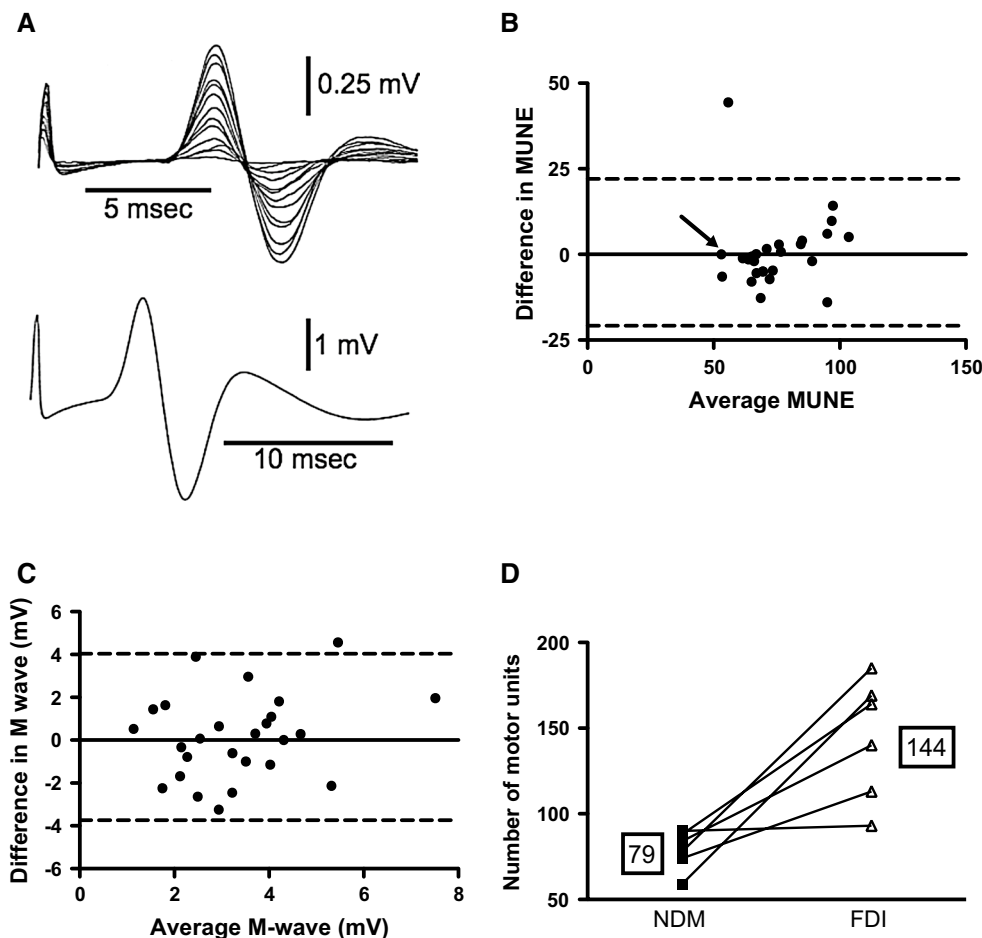 A
0.25 mV
5 msec
1 mV
10 msec
B
Difference in MUNE
50
25
0
-25
0
50
100
150
Average MUNE
C
Difference in M wave (mV)
6
4
2
0
-2
-4
-6
0
2
4
6
8
Average M-wave (mV)
D
Number of motor units
200
150
100
50
79
144
NDM
FDI